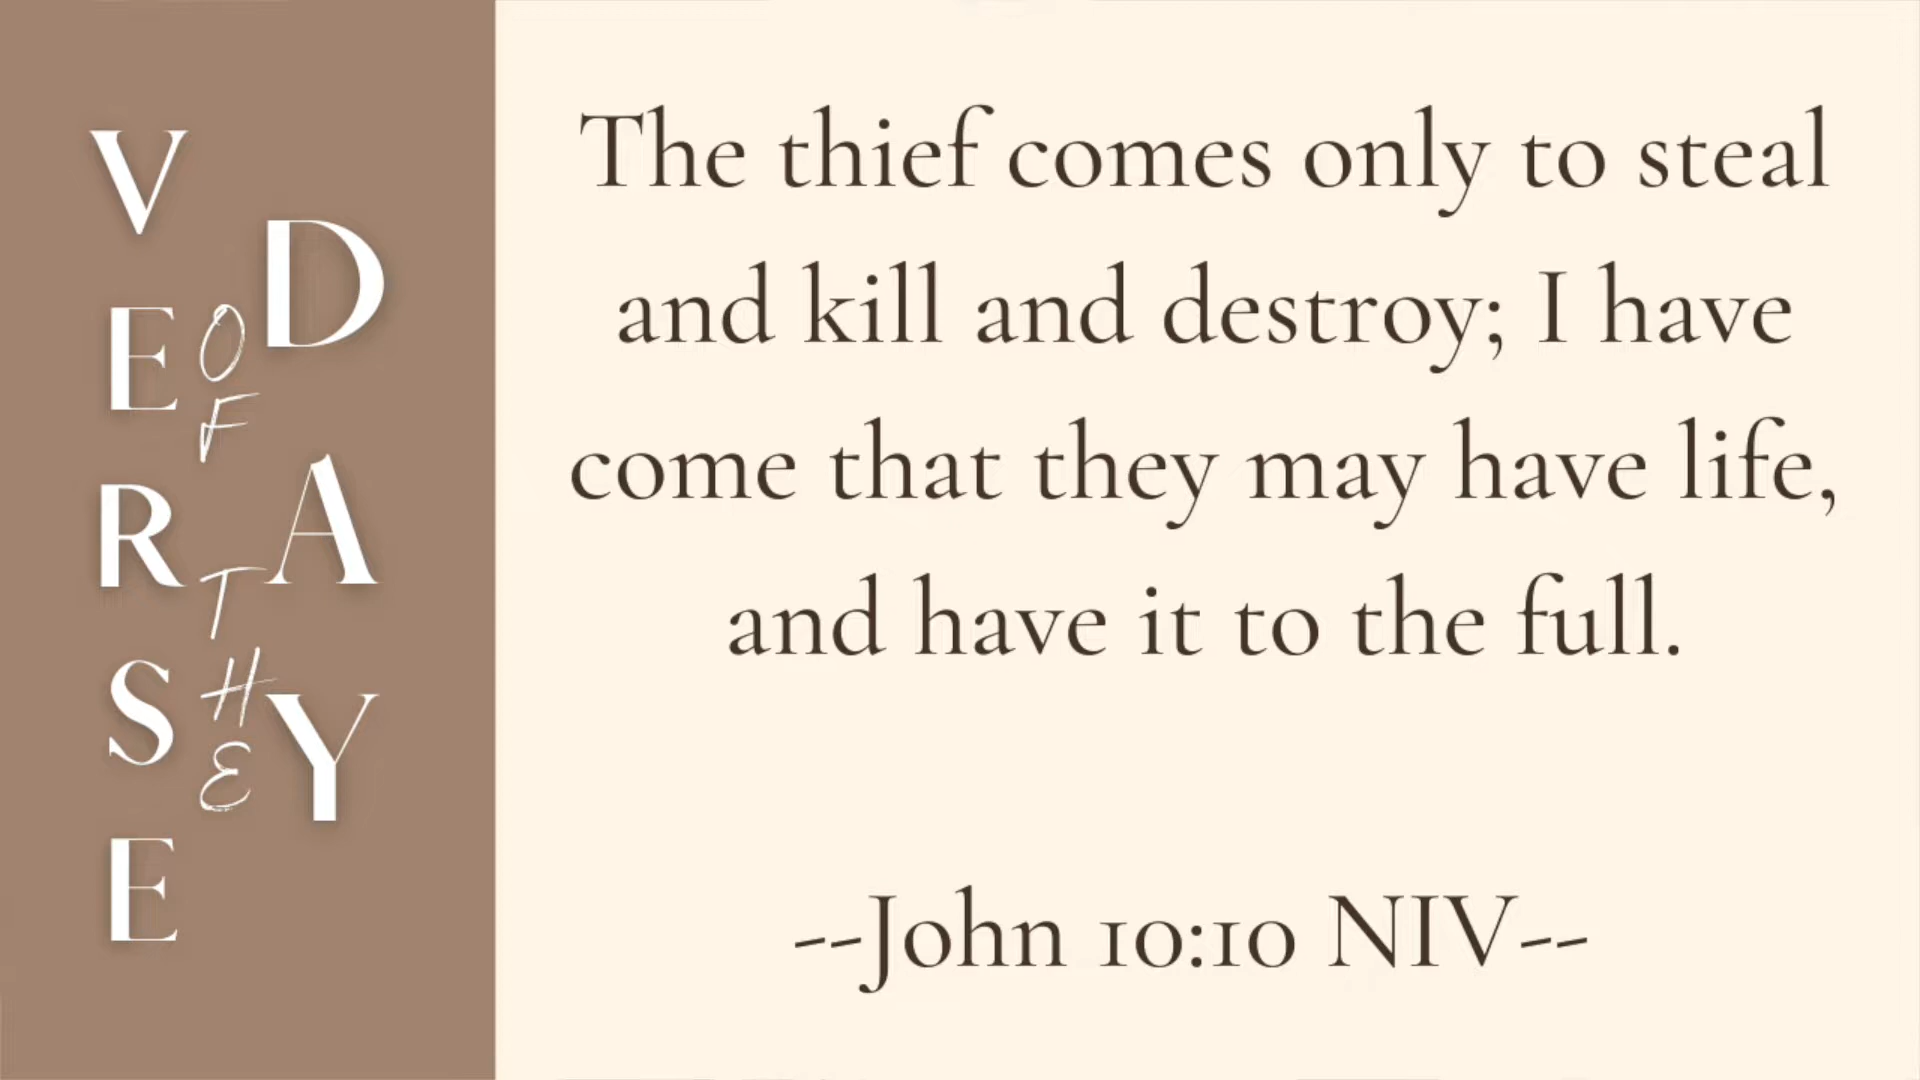 VERSE
OF THE
DAY
The thief comes only to steal
and kill and destroy; I have
come that they may have life,
and have it to the full.
--John 10:10 NIV--